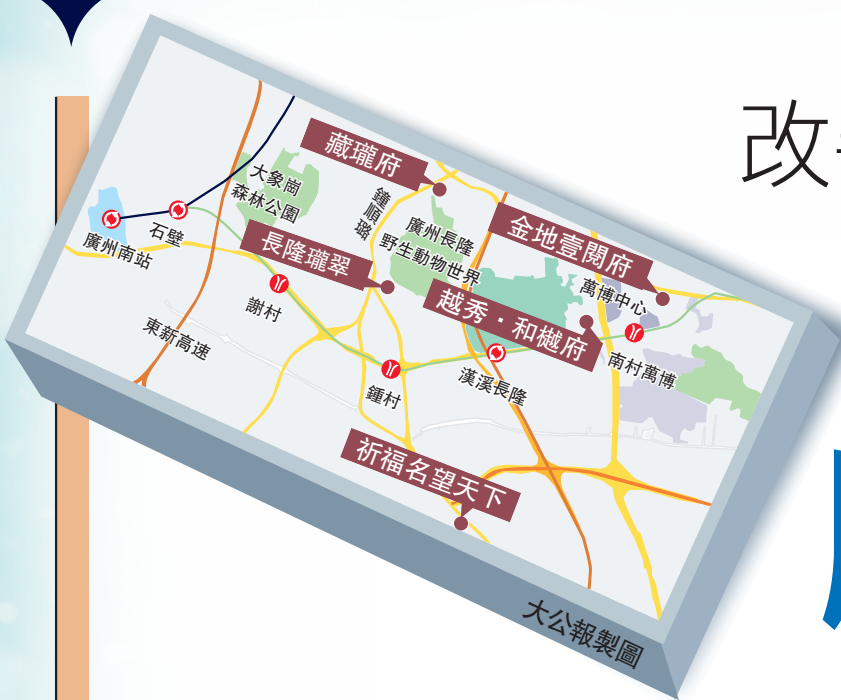 改
藏瓏府
大象崗
森林公園
鐘順璐
廣州長隆
野生動物世界
金地壹閱府
石壁
廣州南站
長隆瓏翠
萬博中心
越秀·和樾府
謝村
東新高速
南村萬博
漢溪長隆
鍾村
祈福名望天下
大公報製圖